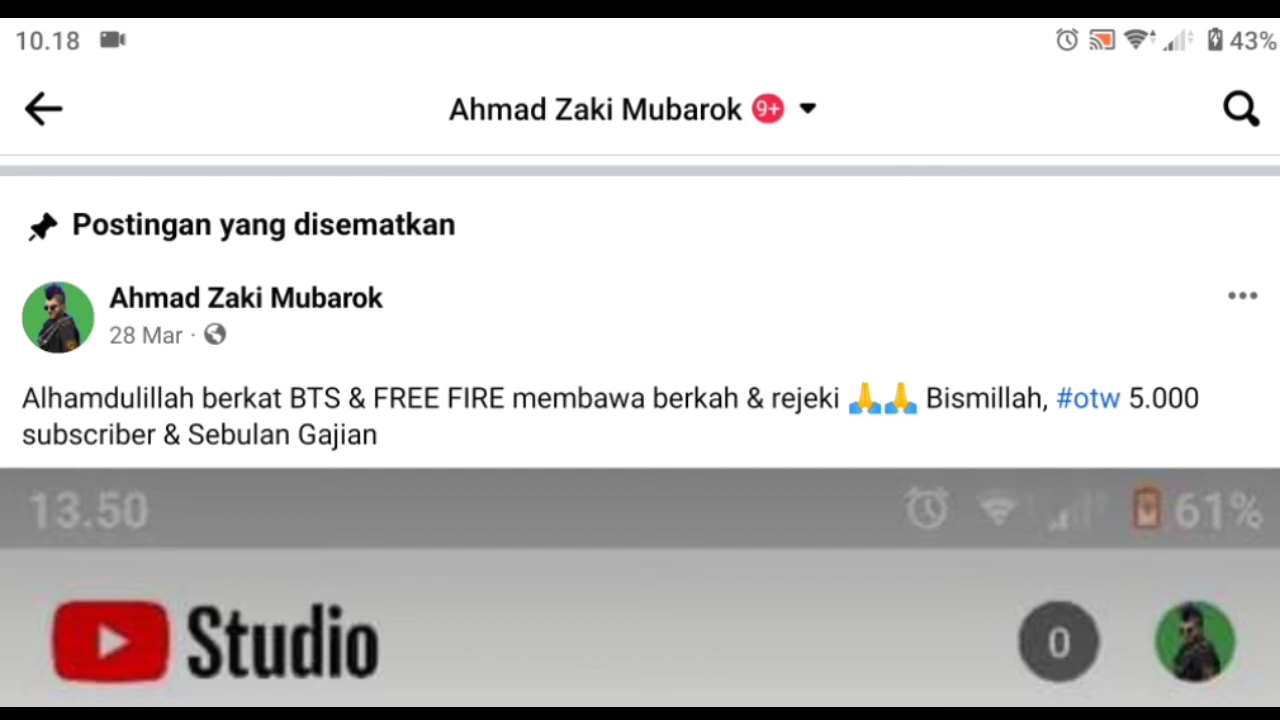 10.18 43%
Ahmad Zaki Mubarok 9+
Postingan yang disematkan
Ahmad Zaki Mubarok
28 Mar ·
Alhamdulillah berkat BTS & FREE FIRE membawa berkah & rejeki 🙏🙏 Bismillah, #otw 5.000
subscriber & Sebulan Gajian
13.50 61%
Studio 0